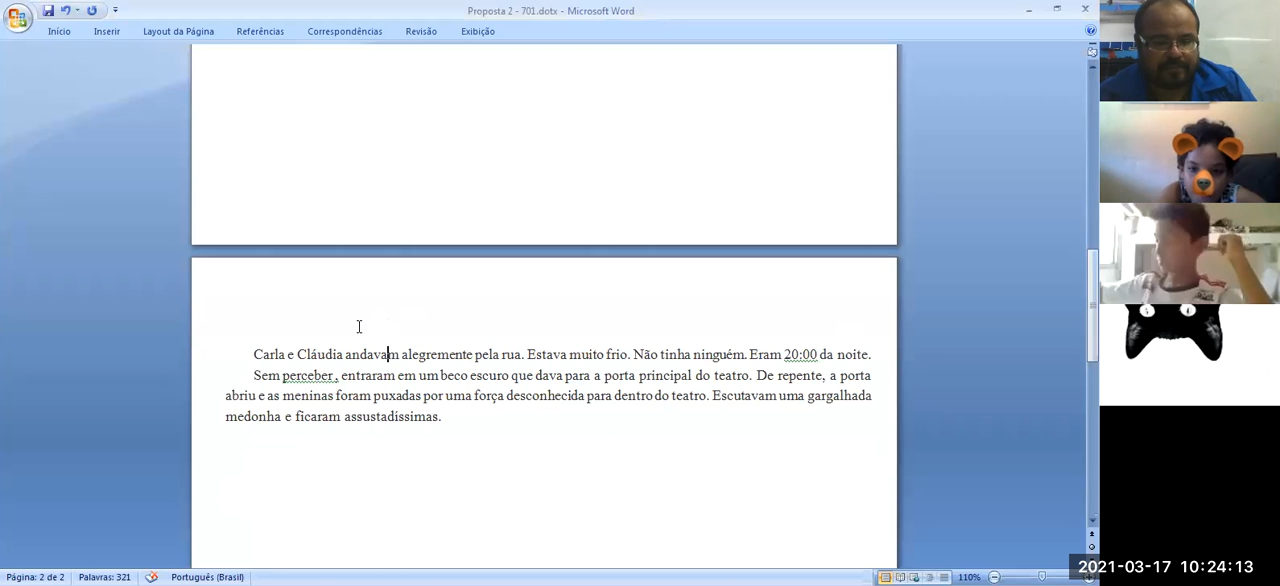 Proposta 2 - 701.dotx - Microsoft Word
Início Inserir Layout da Página Referências Correspondências Revisão Exibição
Carla e Cláudia andavam alegremente pela rua. Estava muito frio. Não tinha ninguém. Eram 20:00 da noite.
Sem perceber , entraram em um beco escuro que dava para a porta principal do teatro. De repente, a porta
abriu e as meninas foram puxadas por uma força desconhecida para dentro do teatro. Escutavam uma gargalhada
medonha e ficaram assustadíssimas.
Página: 2 de 2 Palavras: 321 Português (Brasil) 110%
2021-03-17 10:24:13